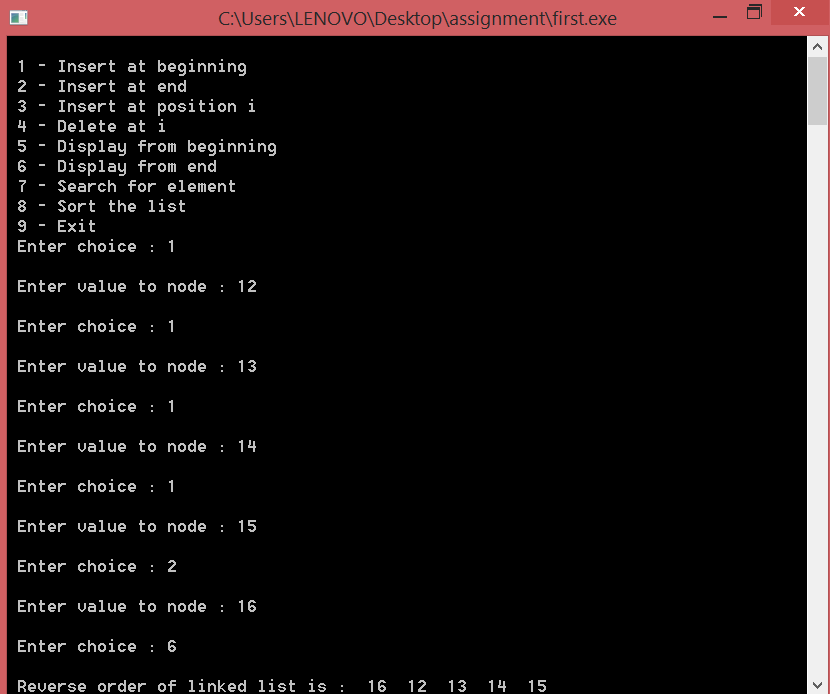 C:\Users\LENOVO\Desktop\assignment\first.exe
1 - Insert at beginning
2 - Insert at end
3 - Insert at position i
4 - Delete at i
5 - Display from beginning
6 - Display from end
7 - Search for element
8 - Sort the list
9 - Exit
Enter choice : 1
Enter value to node : 12
Enter choice : 1
Enter value to node : 13
Enter choice : 1
Enter value to node : 14
Enter choice : 1
Enter value to node : 15
Enter choice : 2
Enter value to node : 16
Enter choice : 6
Reverse order of linked list is :  16  12  13  14  15